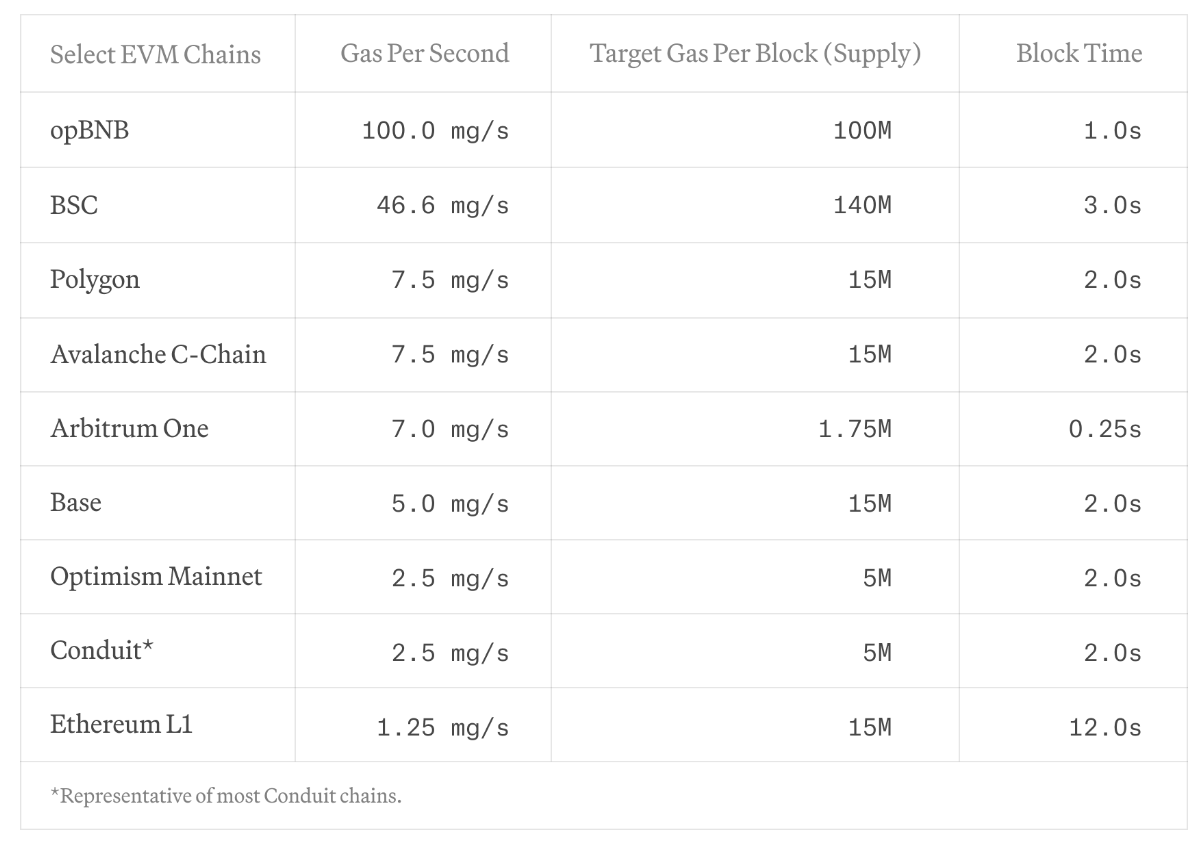 Select EVM Chains Gas Per Second Target Gas Per Block (Supply) Block Time
opBNB 100.0 mg/s 100M 1.0s
BSC 46.6 mg/s 140M 3.0s
Polygon 7.5 mg/s 15M 2.0s
Avalanche C-Chain 7.5 mg/s 15M 2.0s
Arbitrum One 7.0 mg/s 1.75M 0.25s
Base 5.0 mg/s 15M 2.0s
Optimism Mainnet 2.5 mg/s 5M 2.0s
Conduit* 2.5 mg/s 5M 2.0s
Ethereum L1 1.25 mg/s 15M 12.0s
*Representative of most Conduit chains.